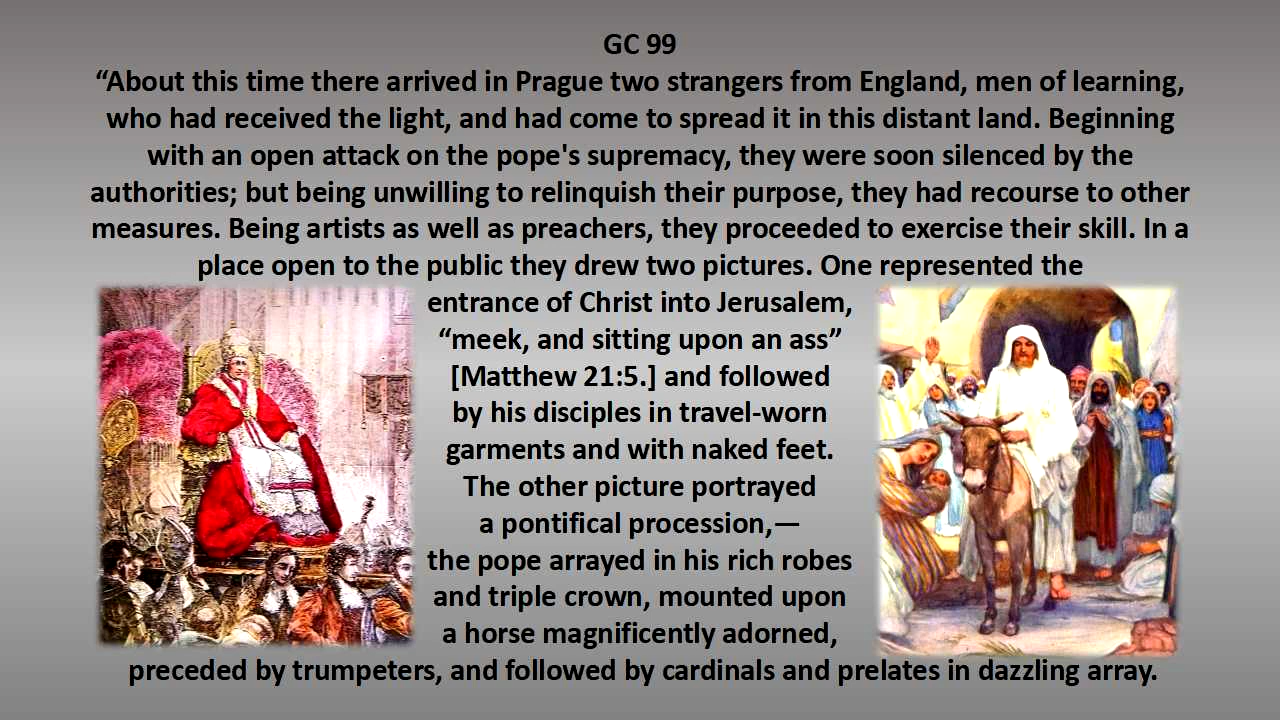 GC 99
“About this time there arrived in Prague two strangers from England, men of learning,
who had received the light, and had come to spread it in this distant land. Beginning
with an open attack on the pope's supremacy, they were soon silenced by the
authorities; but being unwilling to relinquish their purpose, they had recourse to other
measures. Being artists as well as preachers, they proceeded to exercise their skill. In a
place open to the public they drew two pictures. One represented the
entrance of Christ into Jerusalem,
“meek, and sitting upon an ass”
[Matthew 21:5.] and followed
by his disciples in travel-worn
garments and with naked feet.
The other picture portrayed
a pontifical procession,—
the pope arrayed in his rich robes
and triple crown, mounted upon
a horse magnificently adorned,
preceded by trumpeters, and followed by cardinals and prelates in dazzling array.